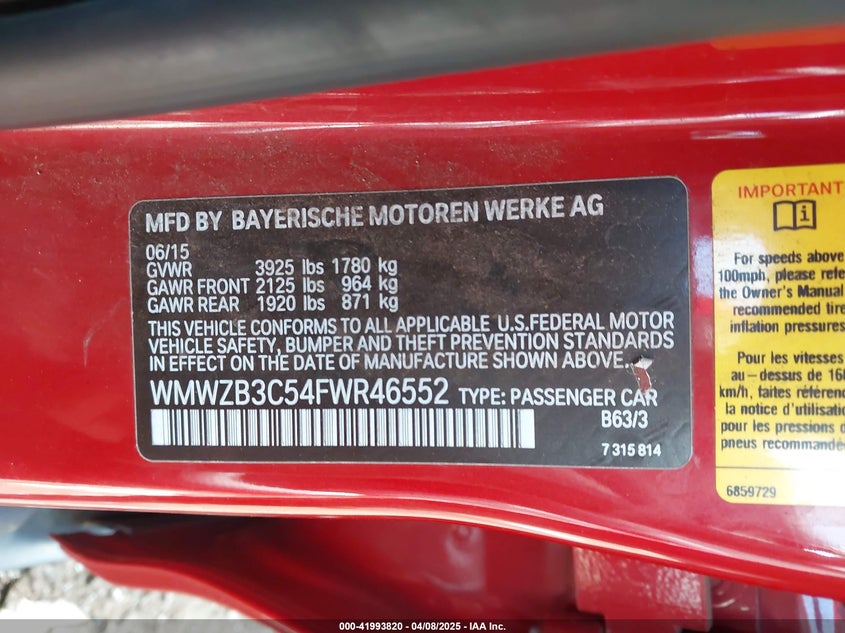 MFD BY BAYERISCHE MOTOREN WERKE AG
06/15
GVWR 3925 lbs 1780 kg
GAWR FRONT 2125 lbs 964 kg
GAWR REAR 1920 lbs 871 kg
THIS VEHICLE CONFORMS TO ALL APPLICABLE U.S.FEDERAL MOTOR
VEHICLE SAFETY, BUMPER AND THEFT PREVENTION STANDARDS
IN EFFECT ON THE DATE OF MANUFACTURE SHOWN ABOVE.
WMWZB3C54FWR46552 TYPE: PASSENGER CAR
B63/3
7 315 814
IMPORTANT
For speeds above
100mph, please refe
the Owner's Manual
recommended tire
inflation pressures
Pour les vitesses
au-dessus de 16
km/h, faites référen
la notice d'utilisati
pour les pressions d
pneus recommandé
6859729
000-41993820 - 04/08/2025 - IAA Inc.